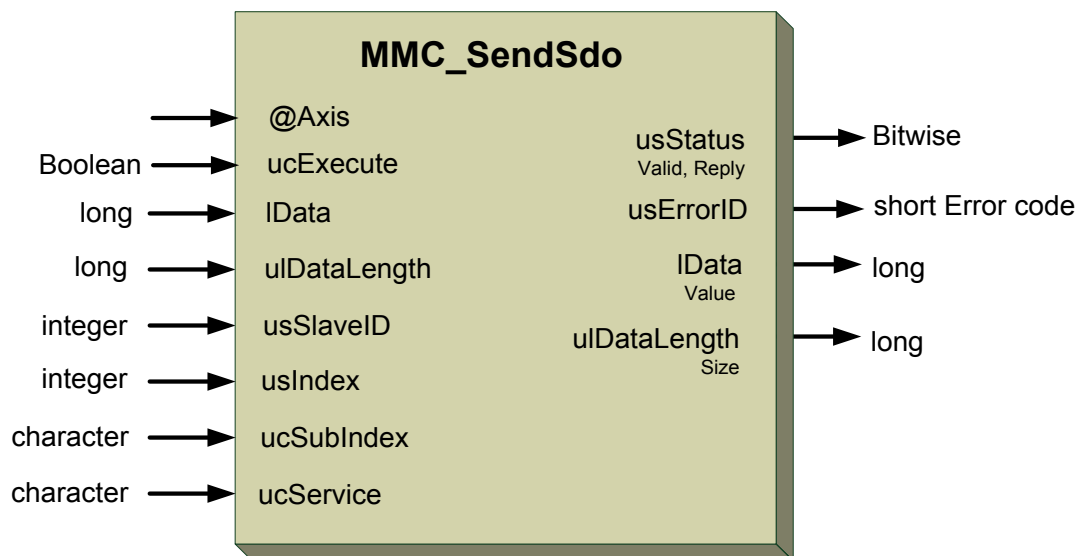 MMC_SendSdo
@Axis
Boolean
ucExecute
long
lData
long
ulDataLength
integer
usSlaveID
integer
usIndex
character
ucSubIndex
character
ucService
usStatus
Valid, Reply
Bitwise
usErrorID
short Error code
lData
Value
long
ulDataLength
Size
long